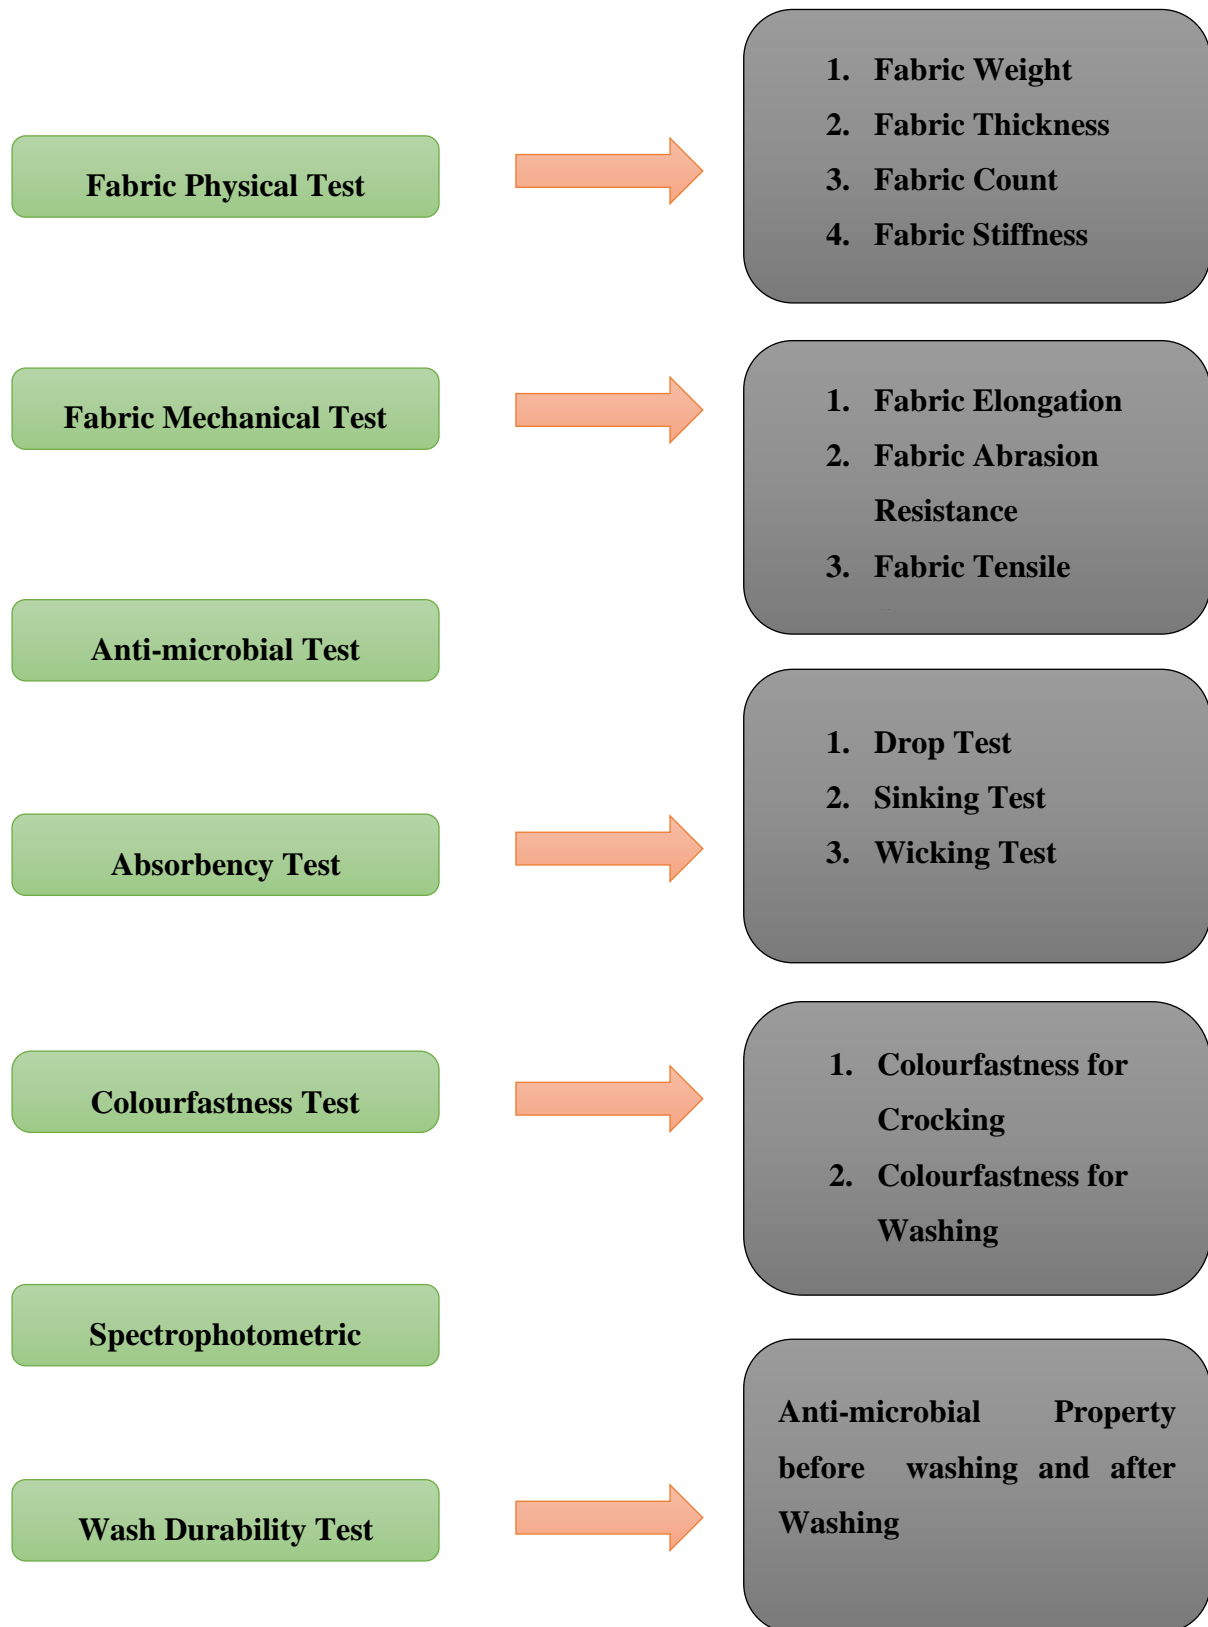 Fabric Physical Test
1. Fabric Weight
2. Fabric Thickness
3. Fabric Count
4. Fabric Stiffness
Fabric Mechanical Test
1. Fabric Elongation
2. Fabric Abrasion
Resistance
3. Fabric Tensile
Anti-microbial Test
Absorbency Test
1. Drop Test
2. Sinking Test
3. Wicking Test
Colourfastness Test
1. Colourfastness for
Crocking
2. Colourfastness for
Washing
Spectrophotometric
Wash Durability Test
Anti-microbial Property
before washing and after
Washing